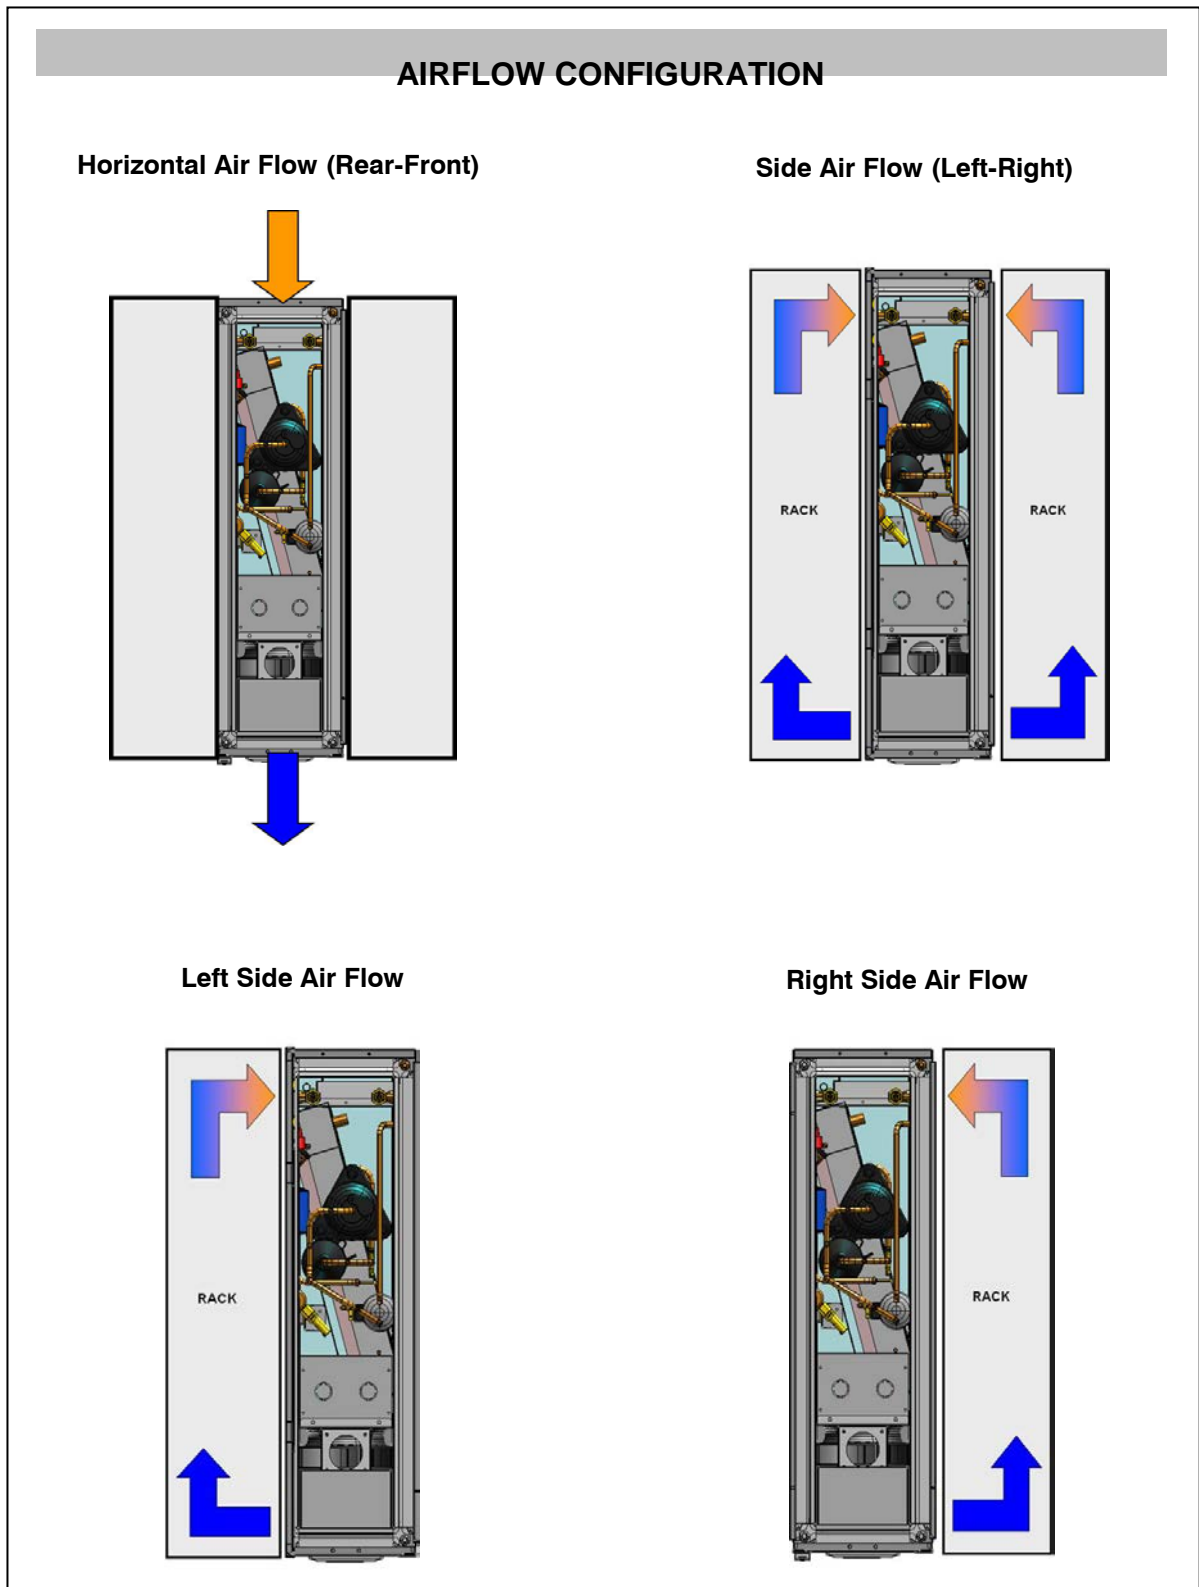 AIRFLOW CONFIGURATION
Horizontal Air Flow (Rear-Front)
Side Air Flow (Left-Right)
RACK
RACK
Left Side Air Flow
Right Side Air Flow
RACK
RACK